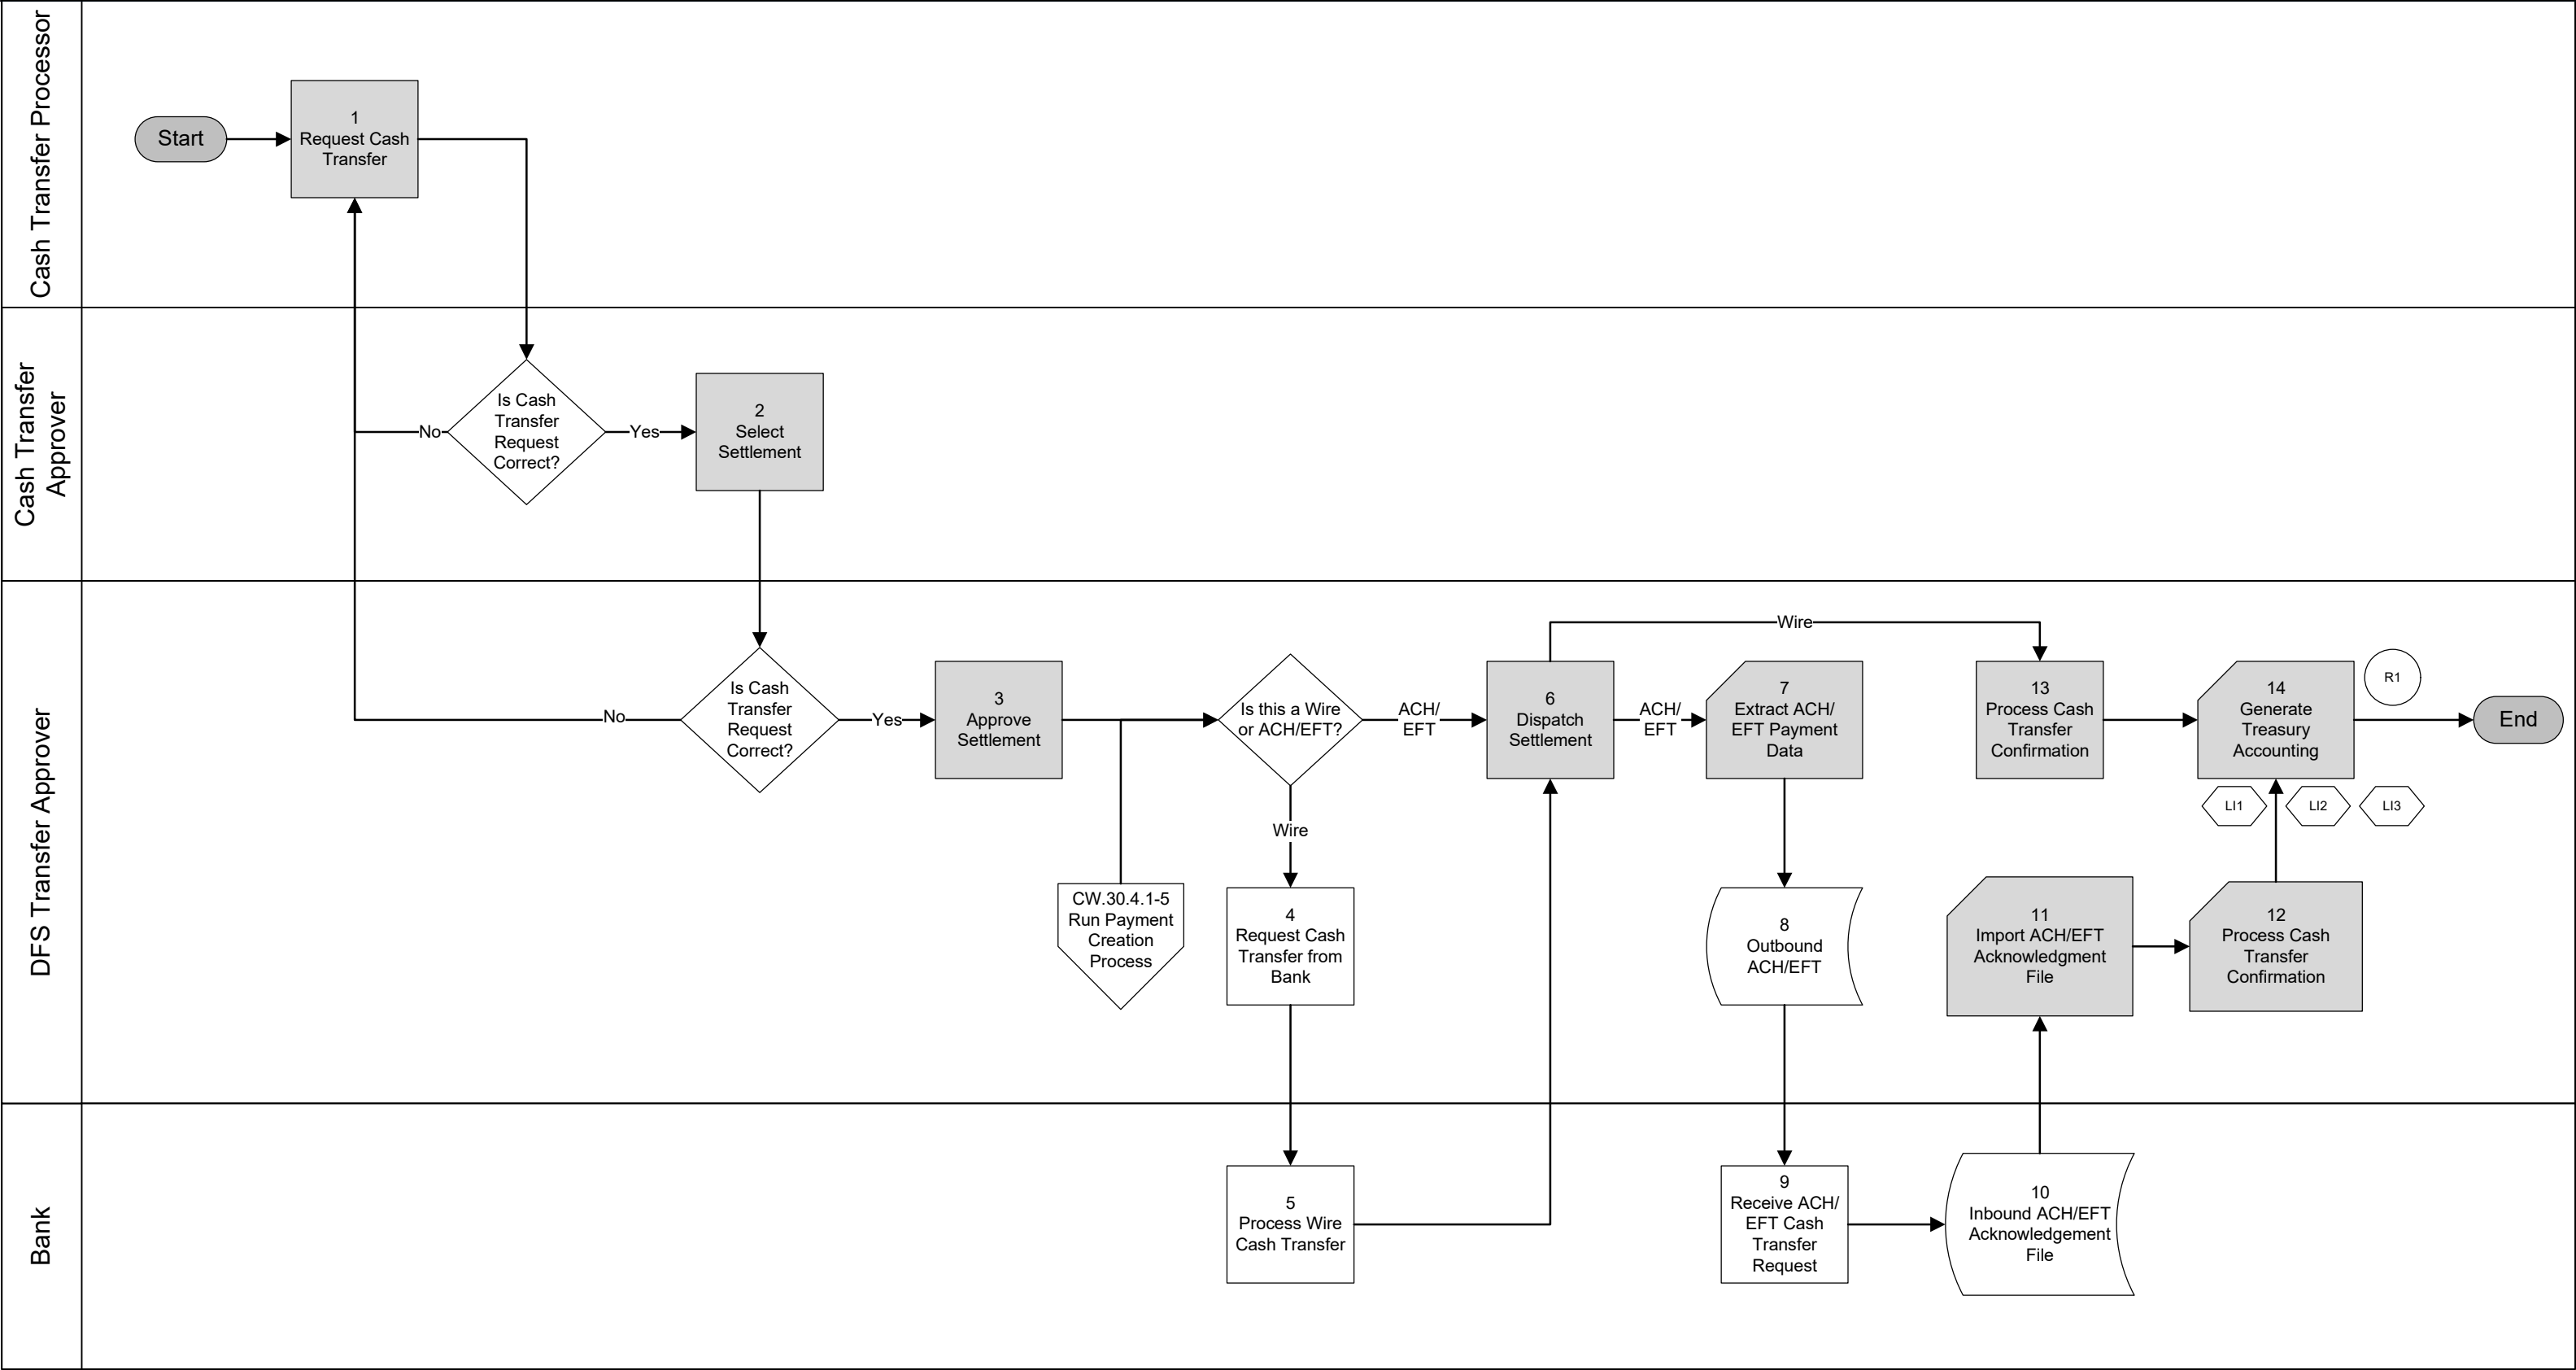 Cash Transfer Processor
Start
1
Request Cash
Transfer
Cash Transfer
Approver
Is Cash
Transfer
Request
Correct?
No
Yes
2
Select
Settlement
DFS Transfer Approver
Is Cash
Transfer
Request
Correct?
No
Yes
3
Approve
Settlement
CW.30.4.1-5
Run Payment
Creation
Process
Is this a Wire
or ACH/EFT?
ACH/
EFT
Wire
4
Request Cash
Transfer from
Bank
6
Dispatch
Settlement
Wire
ACH/
EFT
7
Extract ACH/
EFT Payment
Data
8
Outbound
ACH/EFT
13
Process Cash
Transfer
Confirmation
14
Generate
Treasury
Accounting
R1
End
LI1
LI2
LI3
11
Import ACH/EFT
Acknowledgment
File
12
Process Cash
Transfer
Confirmation
Bank
5
Process Wire
Cash Transfer
9
Receive ACH/
EFT Cash
Transfer
Request
10
Inbound ACH/EFT
Acknowledgement
File